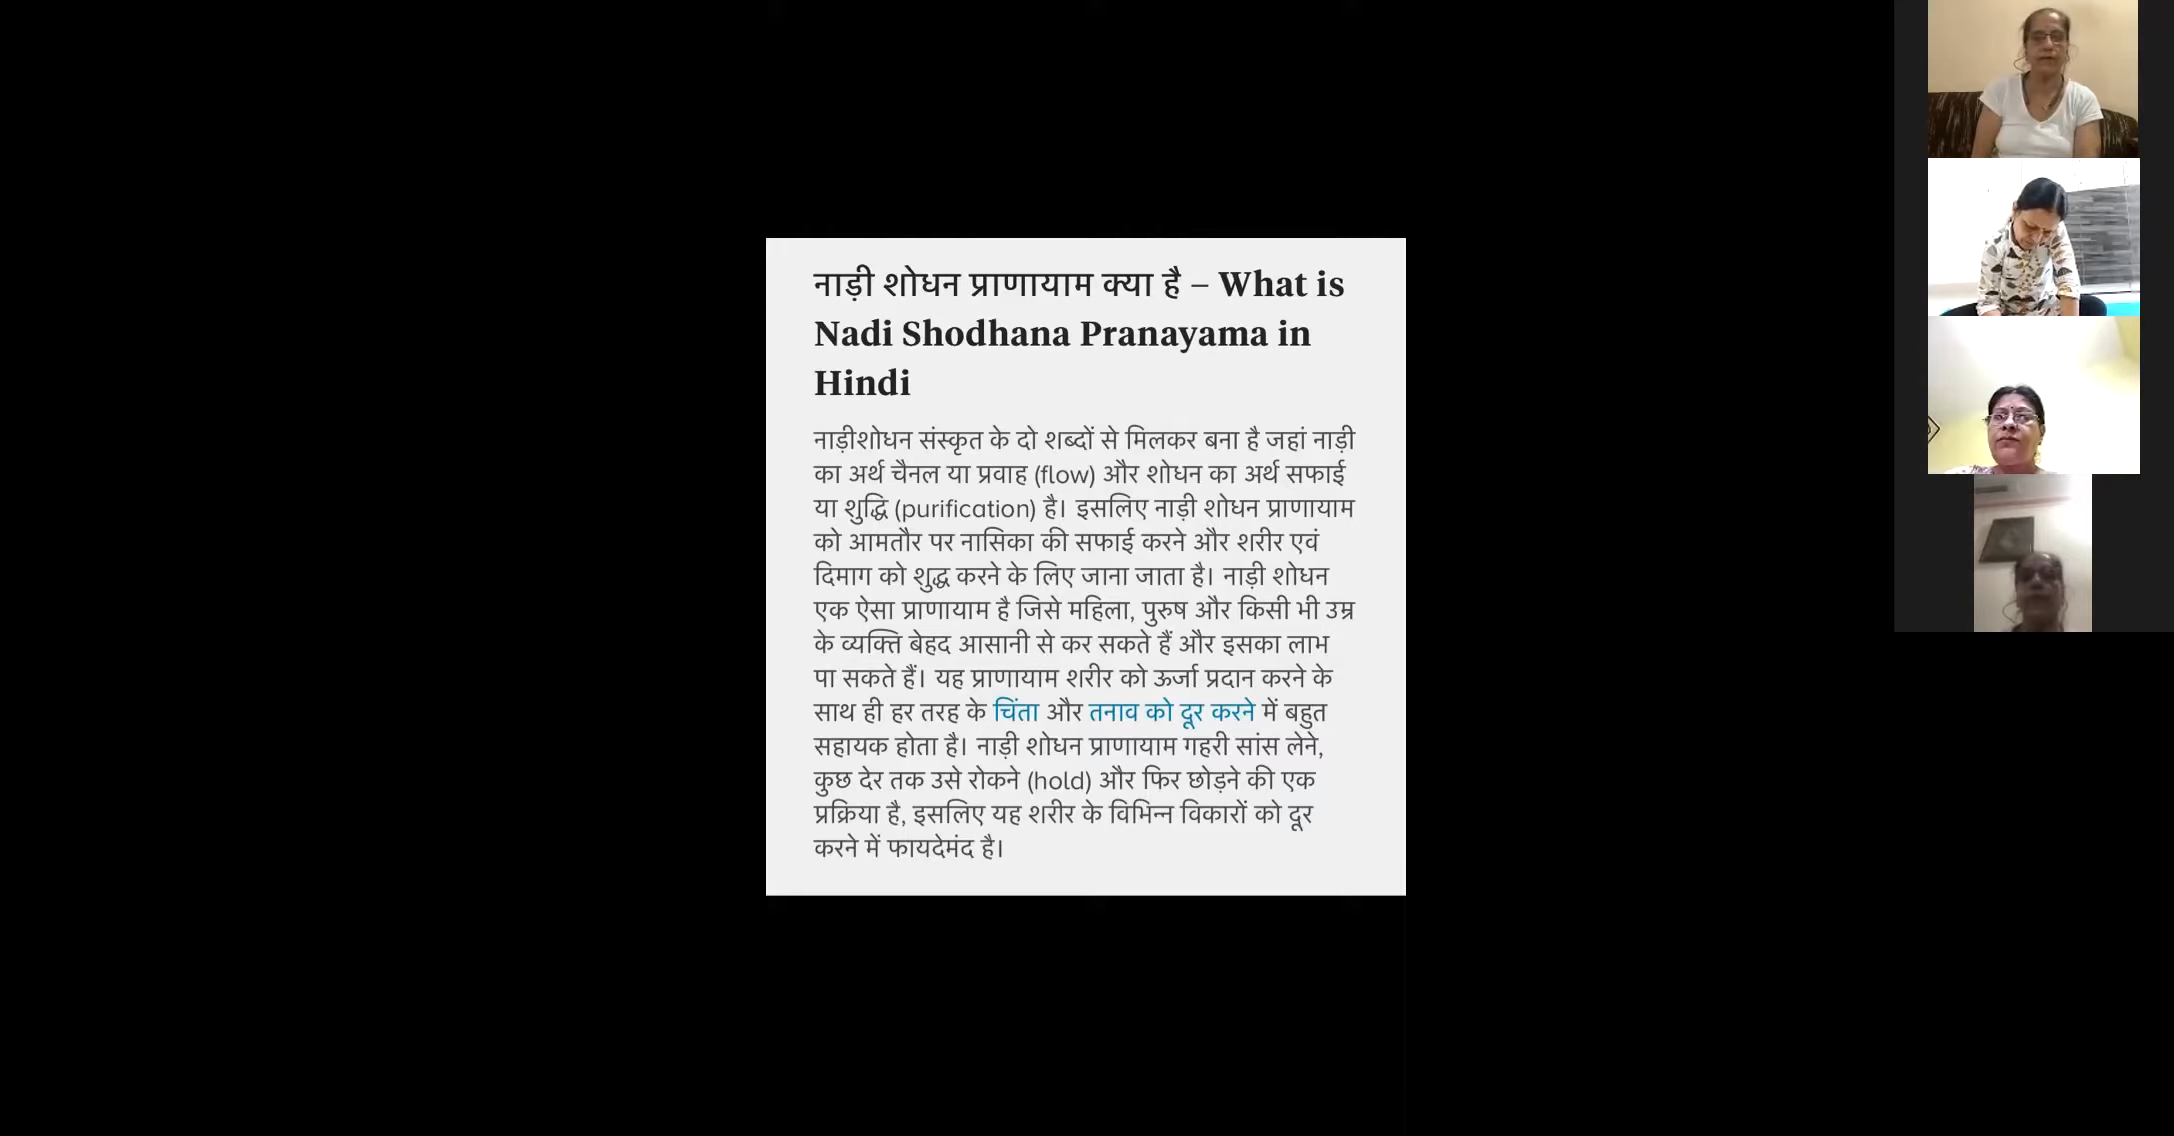 नाड़ी शोधन प्राणायाम क्या है – What is
Nadi Shodhana Pranayama in
Hindi
नाड़ीशोधन संस्कृत के दो शब्दों से मिलकर बना है जहां नाड़ी
का अर्थ चैनल या प्रवाह (flow) और शोधन का अर्थ सफाई
या शुद्धि (purification) है। इसलिए नाड़ी शोधन प्राणायाम
को आमतौर पर नासिका की सफाई करने और शरीर एवं
दिमाग को शुद्ध करने के लिए जाना जाता है। नाड़ी शोधन
एक ऐसा प्राणायाम है जिसे महिला, पुरुष और किसी भी उम्र
के व्यक्ति बेहद आसानी से कर सकते हैं और इसका लाभ
पा सकते हैं। यह प्राणायाम शरीर को ऊर्जा प्रदान करने के
साथ ही हर तरह के चिंता और तनाव को दूर करने में बहुत
सहायक होता है। नाड़ी शोधन प्राणायाम गहरी सांस लेने,
कुछ देर तक उसे रोकने (hold) और फिर छोड़ने की एक
प्रक्रिया है, इसलिए यह शरीर के विभिन्न विकारों को दूर
करने में फायदेमंद है।